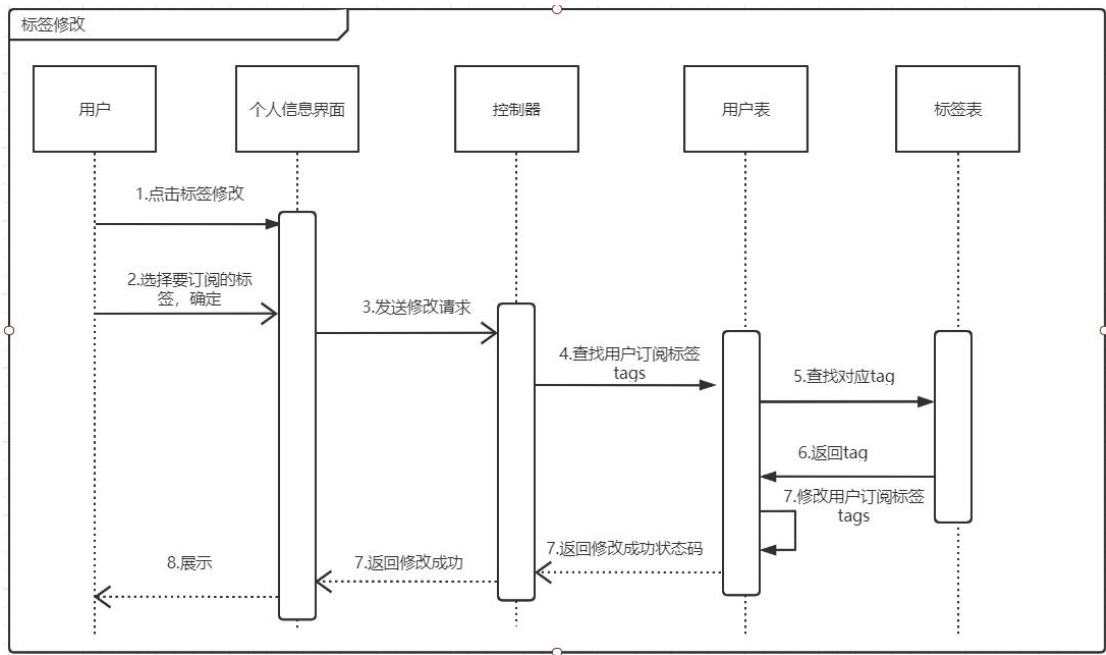 标签修改
用户
个人信息界面
控制器
用户表
标签表
1.点击标签修改
2.选择要订阅的标
签，确定
3.发送修改请求
4.查找用户订阅标签
tags
5.查找对应tag
6.返回tag
7.修改用户订阅标签
tags
7.返回修改成功状态码
7.返回修改成功
8.展示